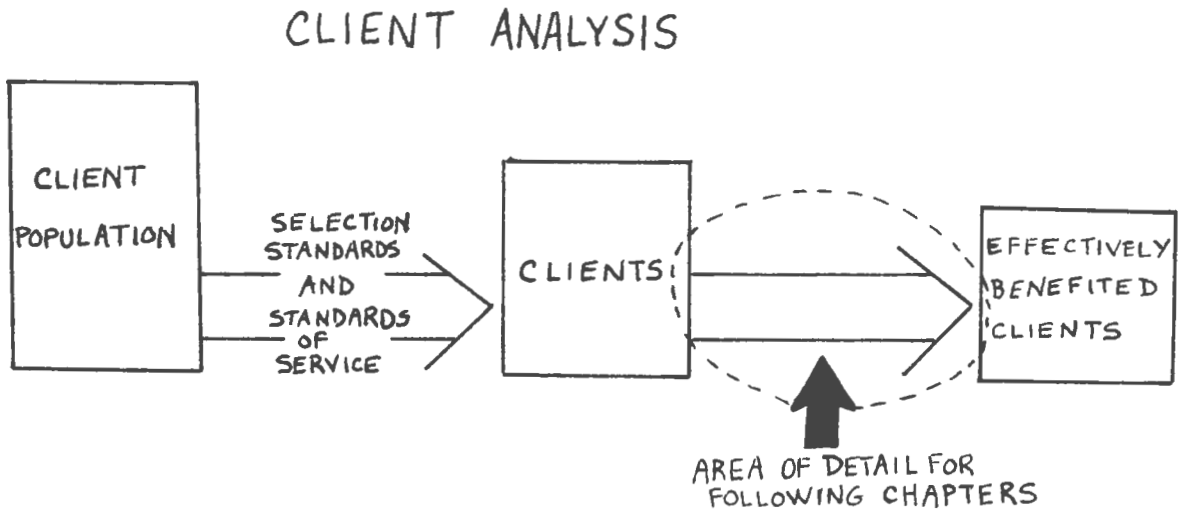 CLIENT ANALYSIS
CLIENT
POPULATION
SELECTION
STANDARDS
AND
STANDARDS
OF
SERVICE
CLIENTS
EFFECTIVELY
BENEFITED
CLIENTS
AREA OF DETAIL FOR
FOLLOWING CHAPTERS